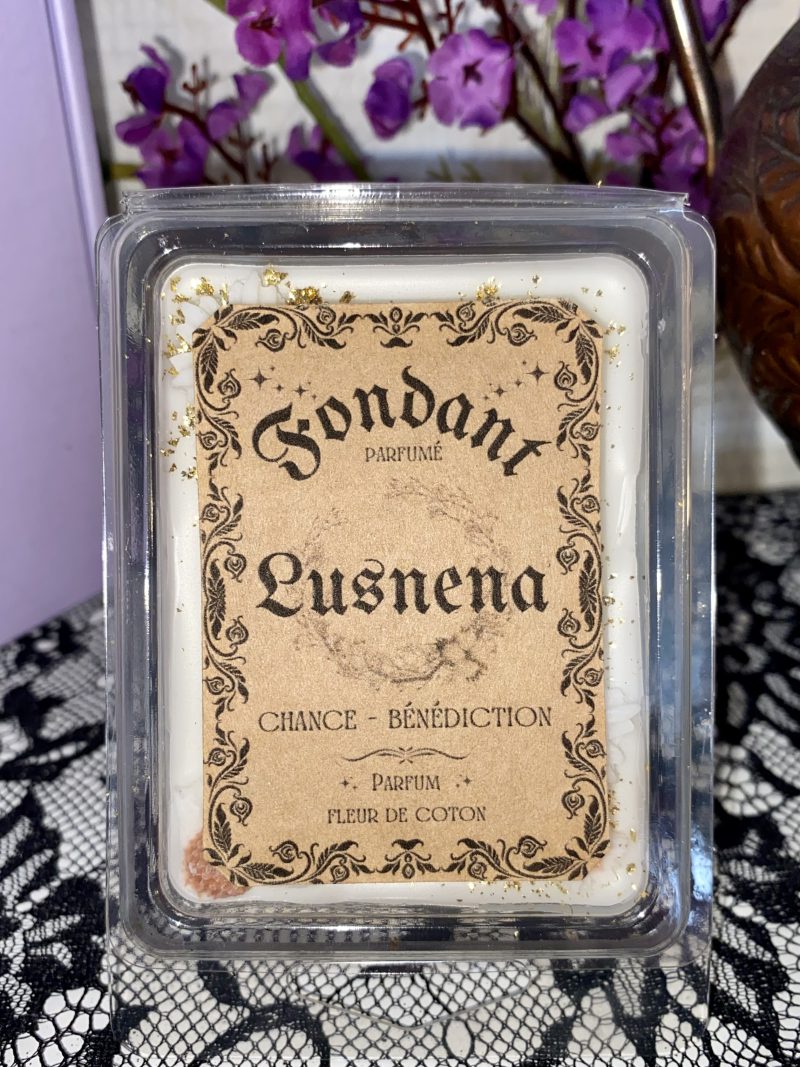 Fondant
PARFUMÉ
Lusnena
CHANCE - BÉNÉDICTION
PARFUM
FLEUR DE COTON